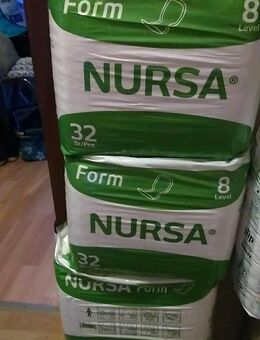 Form
8
Level
NURSA®
32
St/Pcs
Form
8
Level
NURSA®
32
NURSA Form